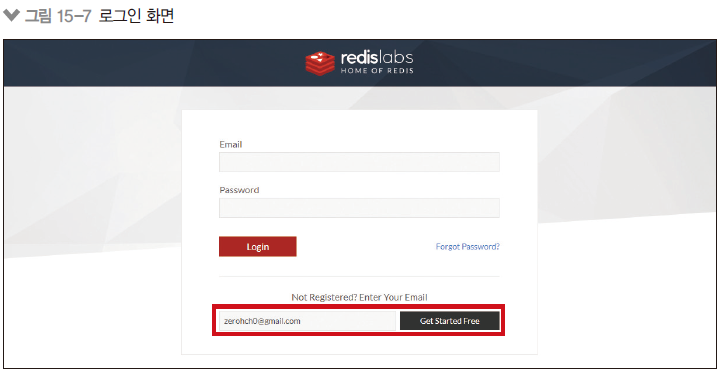 그림 15-7 로그인 화면
redislabs
HOME OF REDIS
Email
Password
Login
Forgot Password?
Not Registered? Enter Your Email
zerohch0@gmail.com
Get Started Free